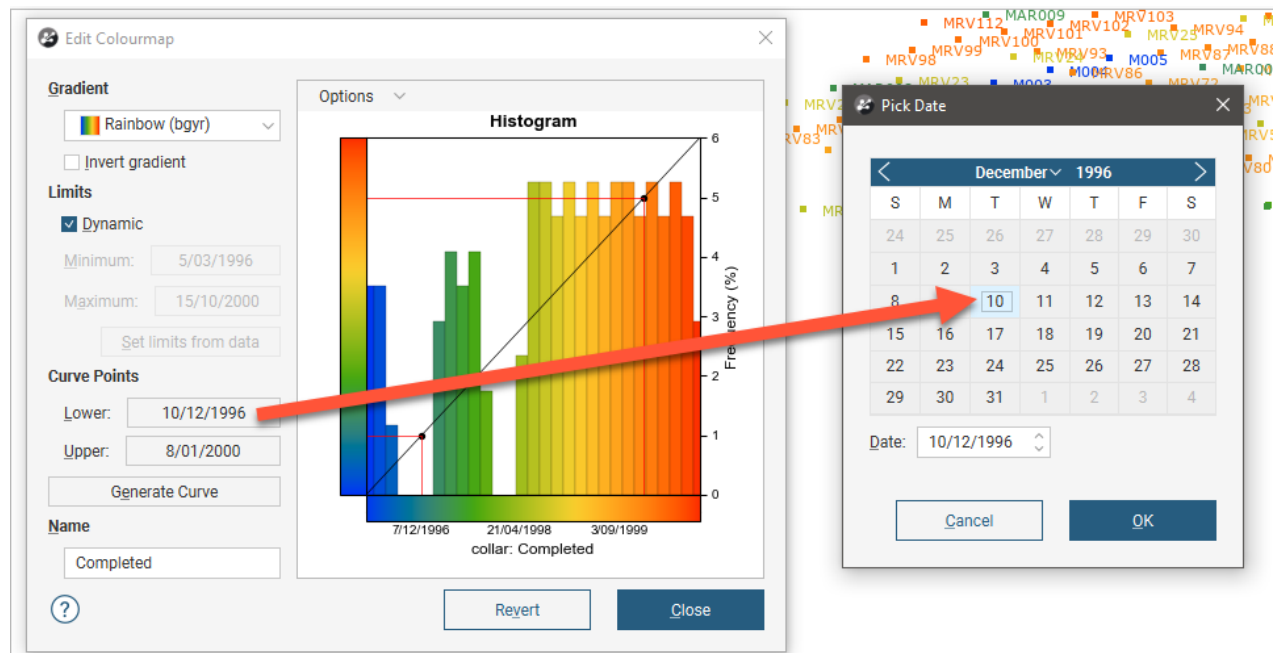 Edit Colourmap
Gradient
Rainbow (bgyr)
Invert gradient
Limits
Dynamic
Minimum: 5/03/1996
Maximum: 15/10/2000
Set limits from data
Curve Points
Lower: 10/12/1996
Upper: 8/01/2000
Generate Curve
Name
Completed
?
Options
Histogram
6
5
4
3
2
1
0
Frequency (%)
7/12/1996 21/04/1998 3/09/1999
collar: Completed
Revert Close
MAR009
MRV112 MRV102 MRV103
MRV101 MRV94
MRV100
MRV99 MRV93 MRV87
MRV98 M005
MRV86
MRV23
MRV72
M003
Pick Date
December 1996
S M T W T F S
24 25 26 27 28 29 30
1 2 3 4 5 6 7
8 10 11 12 13 14
15 16 17 18 19 20 21
22 23 24 25 26 27 28
29 30 31 1 2 3 4
Date: 10/12/1996
Cancel OK